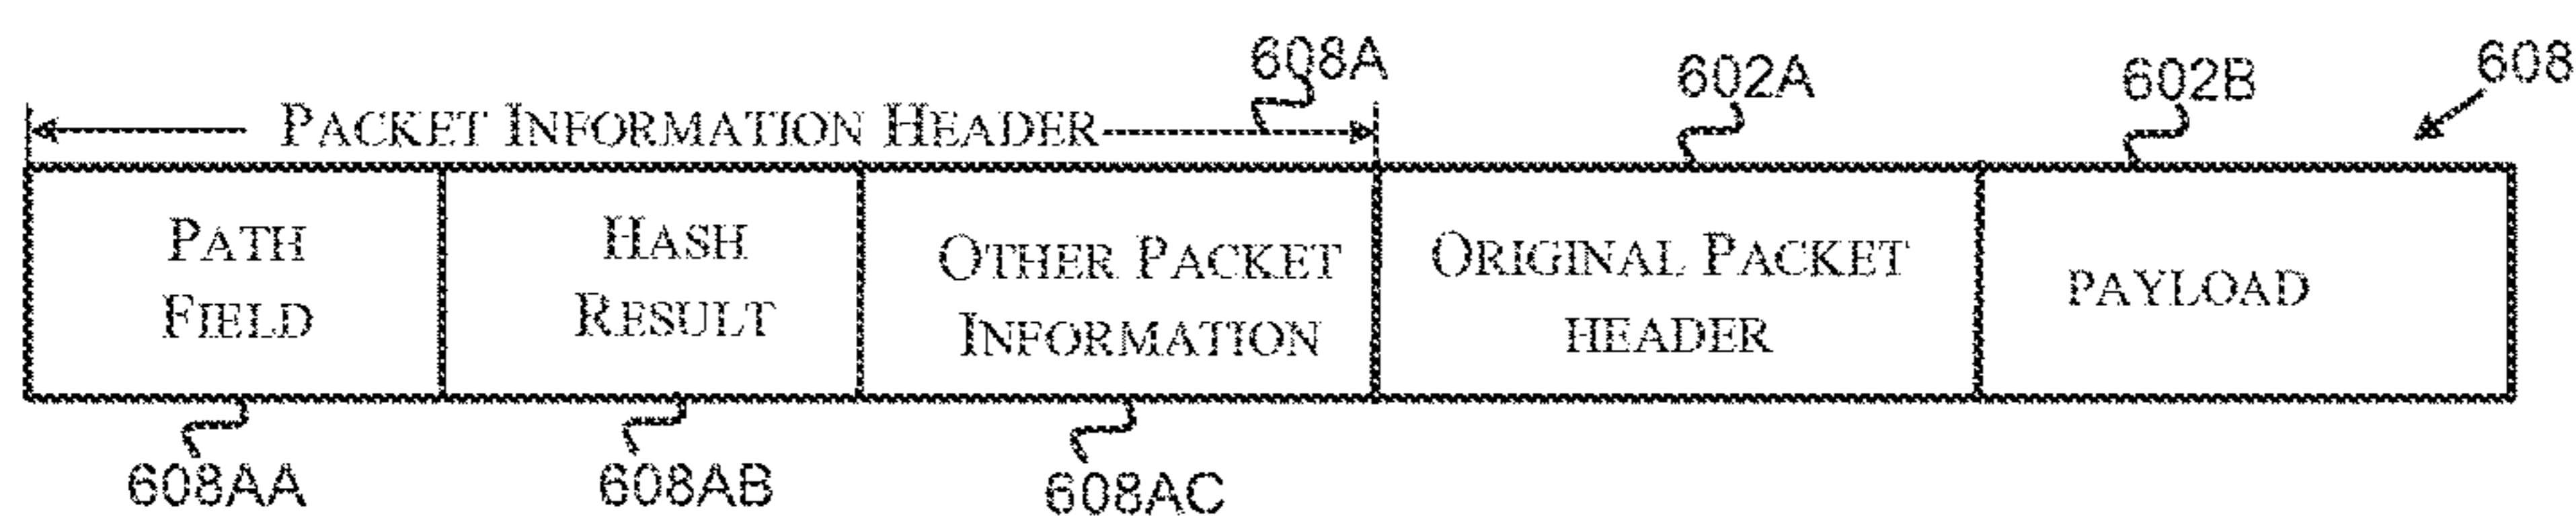 608A
602A
602B
608
PACKET INFORMATION HEADER
PATH
FIELD
HASH
RESULT
OTHER PACKET
INFORMATION
ORIGINAL PACKET
HEADER
PAYLOAD
608AA
608AB
608AC